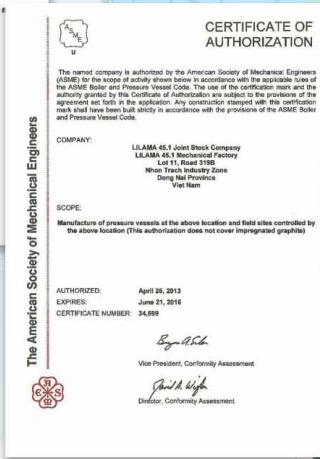 CERTIFICATE OF
AUTHORIZATION
ASME
U
The named company is authorized by the American Society of Mechanical Engineers
(ASME) for the scope of activity shown below in accordance with the applicable rules of
the ASME Boiler and Pressure Vessel Code. The use of the certification mark and the
authority granted by this Certificate of Authorization are subject to the provisions of the
agreement set forth in the application. Any construction stamped with this certification
mark shall have been built strictly in accordance with the provisions of the ASME Boiler
and Pressure Vessel Code.
COMPANY:
LILAMA 45.1 Joint Stock Company
LILAMA 45.1 Mechanical Factory
Lot 11, Road 319B
Nhon Trach Industry Zone
Dong Nai Province
Viet Nam
SCOPE:
Manufacture of pressure vessels at the above location and field sites controlled by
the above location (This authorization does not cover impregnated graphite)
AUTHORIZED: April 26, 2013
EXPIRES: June 21, 2016
CERTIFICATE NUMBER: 34,699
Vice President, Conformity Assessment
Director, Conformity Assessment
The American Society of Mechanical Engineers